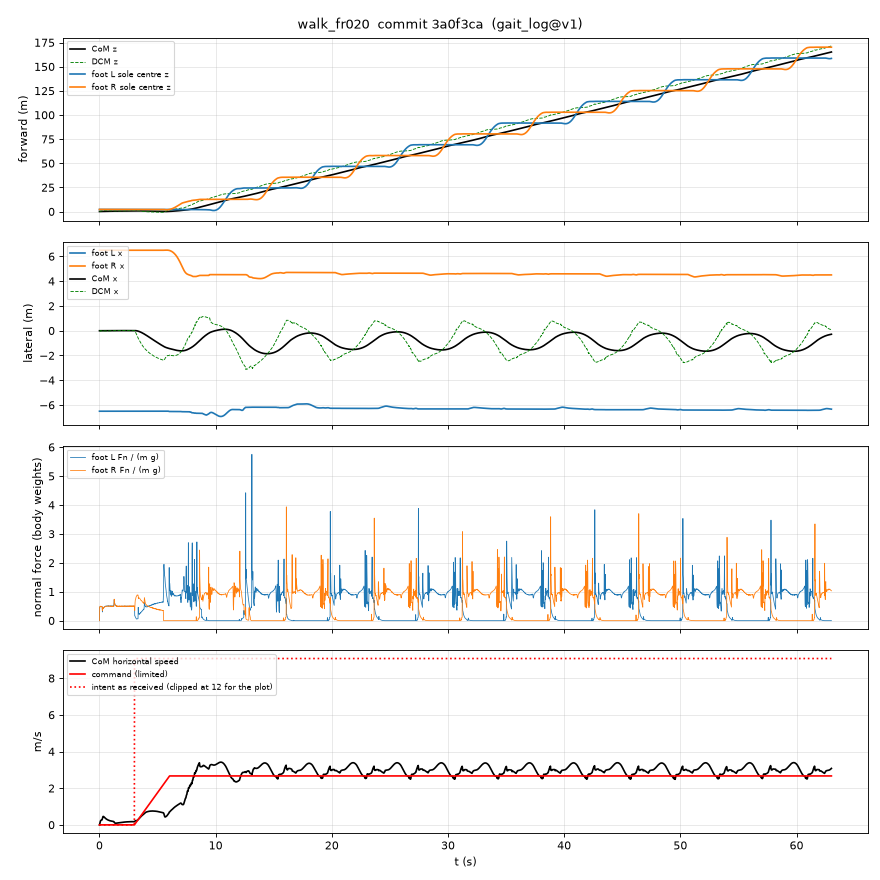 walk_fr020  commit 3a0f3ca  (gait_log@v1)
175
150
125
100
75
50
25
0
forward (m)
CoM z
DCM z
foot L sole centre z
foot R sole centre z
6
4
2
0
−2
−4
−6
lateral (m)
foot L x
foot R x
CoM x
DCM x
6
5
4
3
2
1
0
normal force (body weights)
foot L Fn / (m g)
foot R Fn / (m g)
8
6
4
2
0
m/s
CoM horizontal speed
command (limited)
intent as received (clipped at 12 for the plot)
0 10 20 30 40 50 60
t (s)